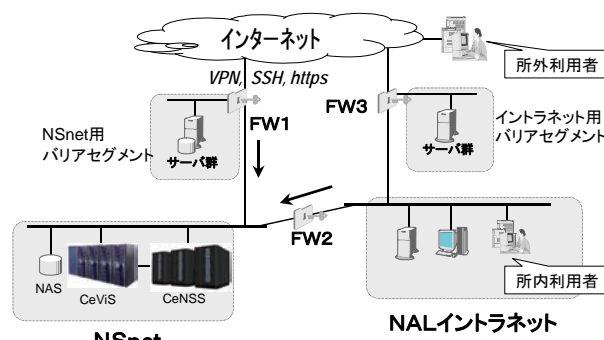 インターネット
所外利用者
VPN, SSH, https
NSnet用
バリアセグメント
サーバ群
FW1
FW3
サーバ群
イントラネット用
バリアセグメント
FW2
NAS
CeViS
CeNSS
所内利用者
NSnet
NALイントラネット